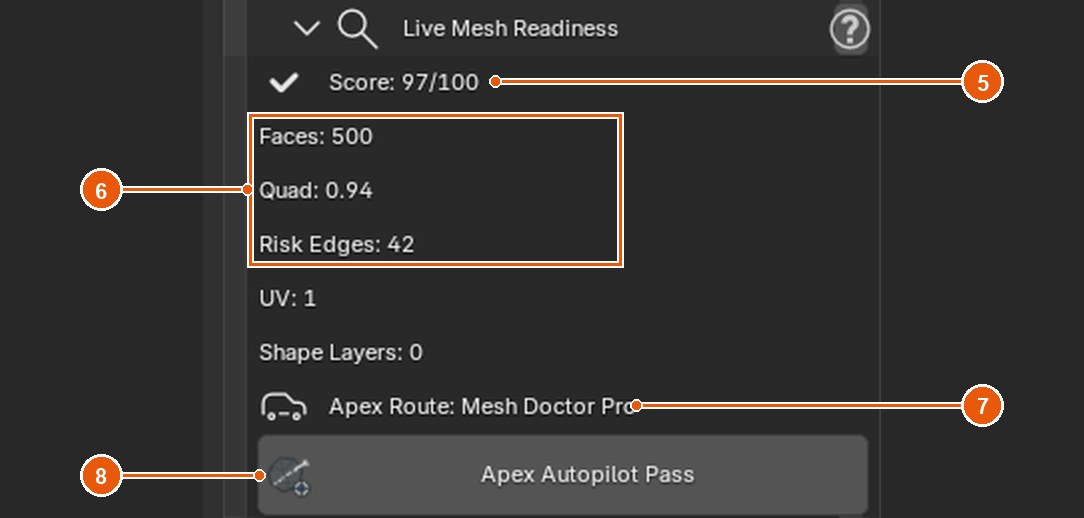 Live Mesh Readiness
Score: 97/100
5
Faces: 500
6
Quad: 0.94
Risk Edges: 42
UV: 1
Shape Layers: 0
Apex Route: Mesh Doctor Pro
7
8
Apex Autopilot Pass